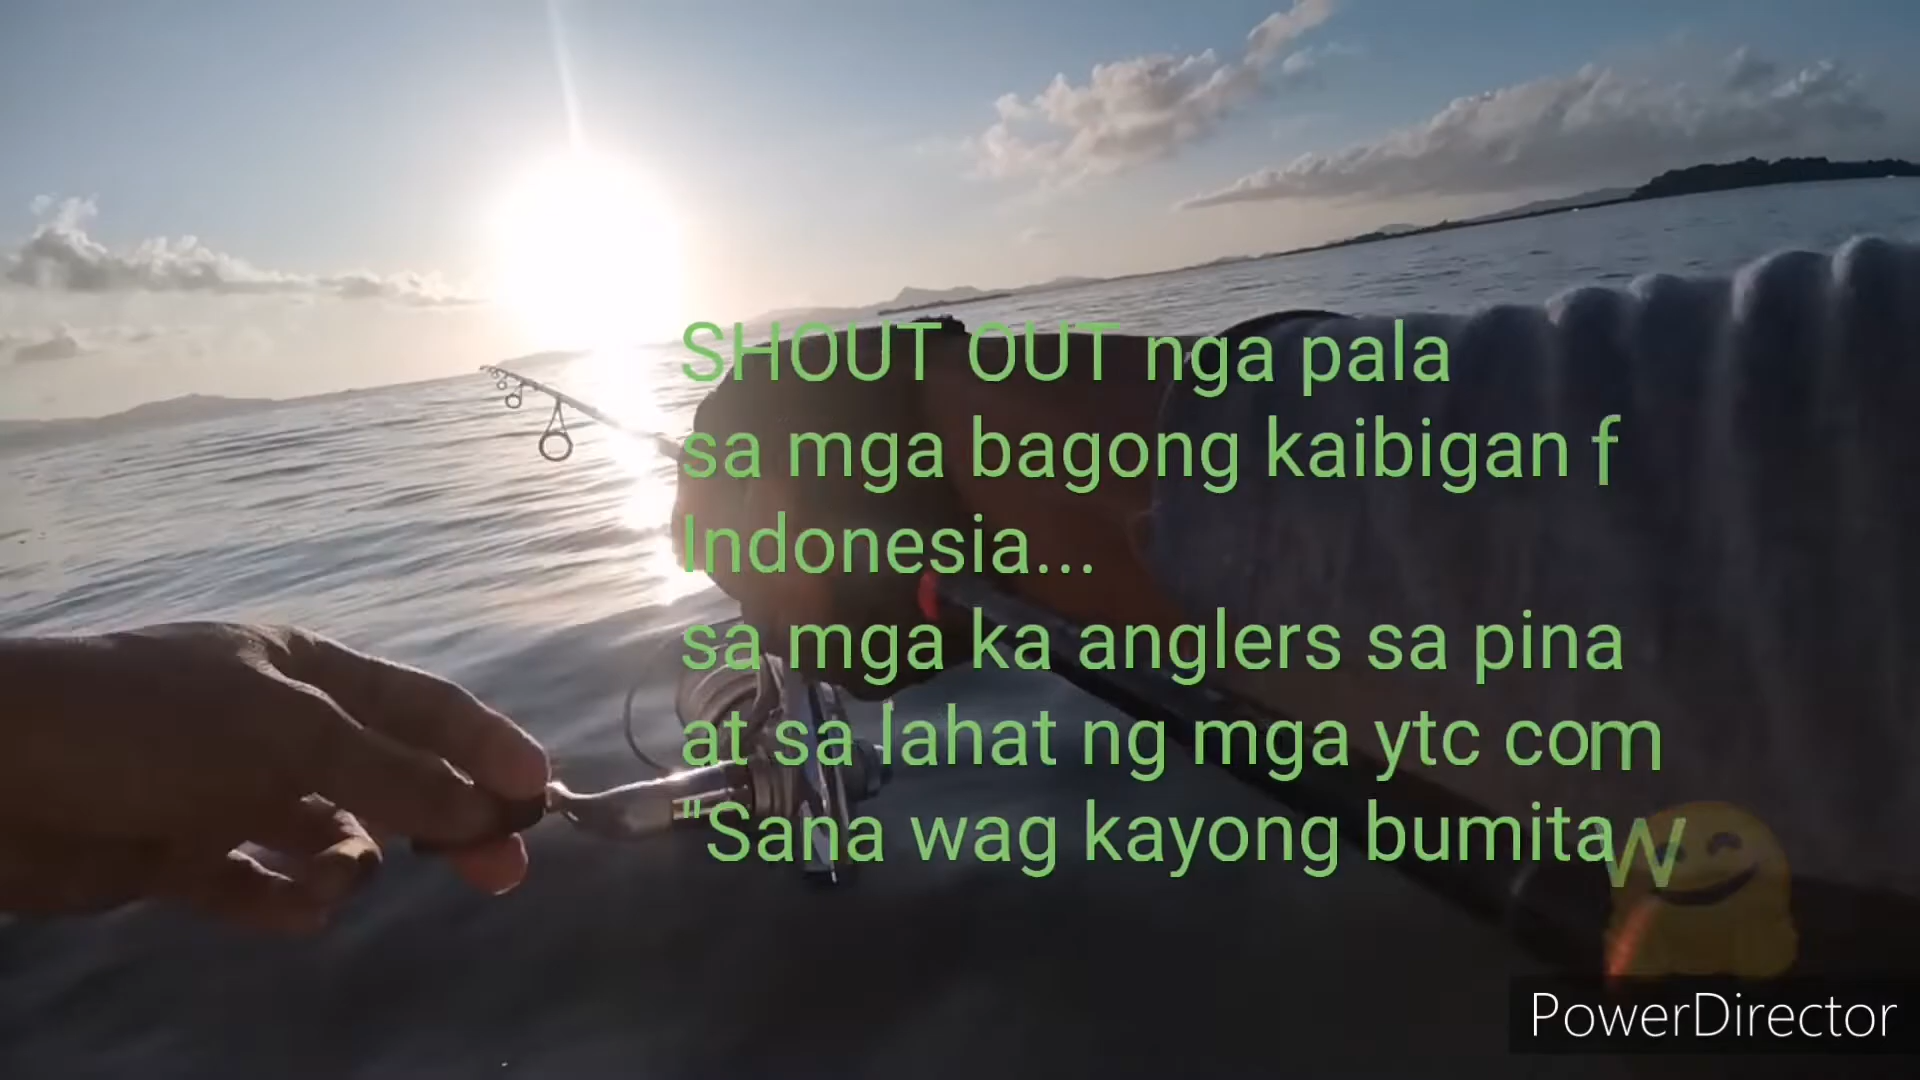 SHOUT OUT nga pala
sa mga bagong kaibigan f
Indonesia...
sa mga ka anglers sa pina
at sa lahat ng mga ytc com
"Sana wag kayong bumitaw
PowerDirector